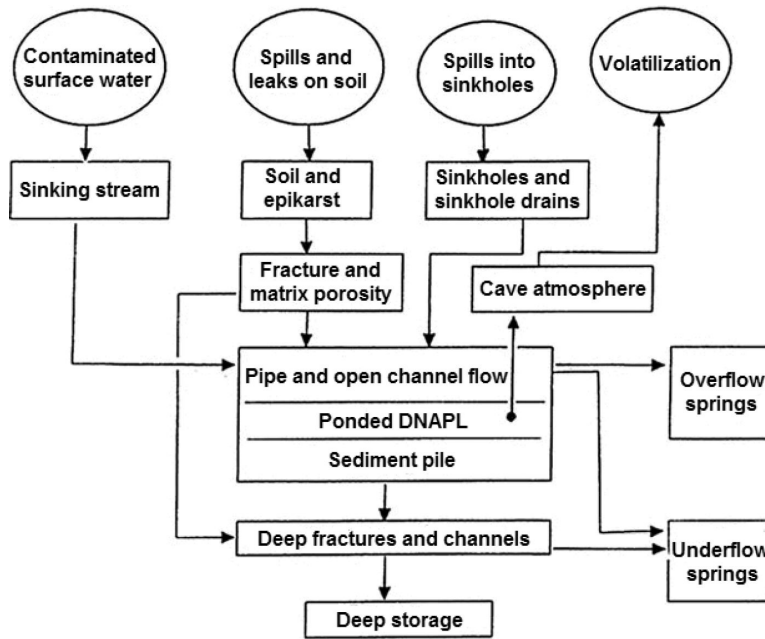 Contaminated
surface water
Spills and
leaks on soil
Spills into
sinkholes
Volatilization
Sinking stream
Soil and
epikarst
Sinkholes and
sinkhole drains
Fracture and
matrix porosity
Cave atmosphere
Pipe and open channel flow
Ponded DNAPL
Sediment pile
Overflow
springs
Deep fractures and channels
Underflow
springs
Deep storage